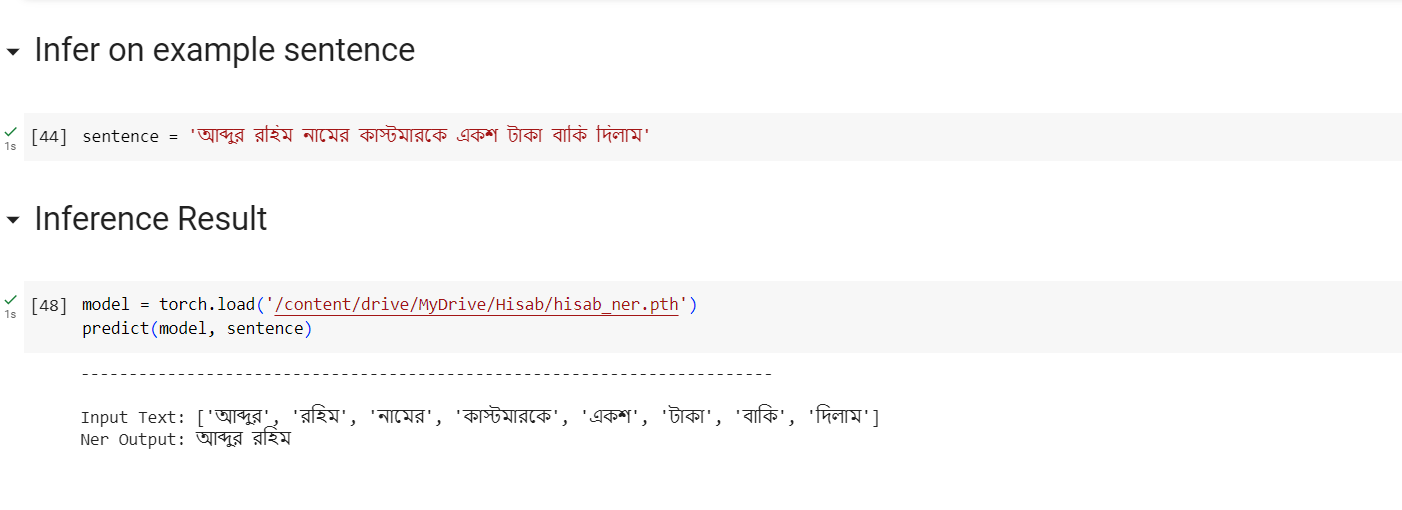 Infer on example sentence
[44] sentence = 'আব্দুর রহিম নামের কাস্টমারকে একশ টাকা বাকি দিলাম'
1s
Inference Result
[48] model = torch.load('/content/drive/MyDrive/Hisab/hisab_ner.pth')
1s predict(model, sentence)
------------------------------------------------------------------------
Input Text: ['আব্দুর', 'রহিম', 'নামের', 'কাস্টমারকে', 'একশ', 'টাকা', 'বাকি', 'দিলাম']
Ner Output: আব্দুর রহিম